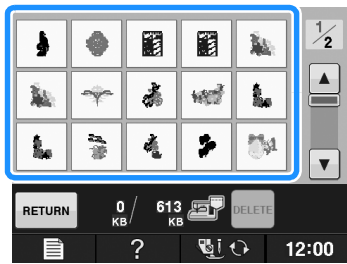 1/2
RETURN
0 KB / 613 KB
DELETE
?
12:00